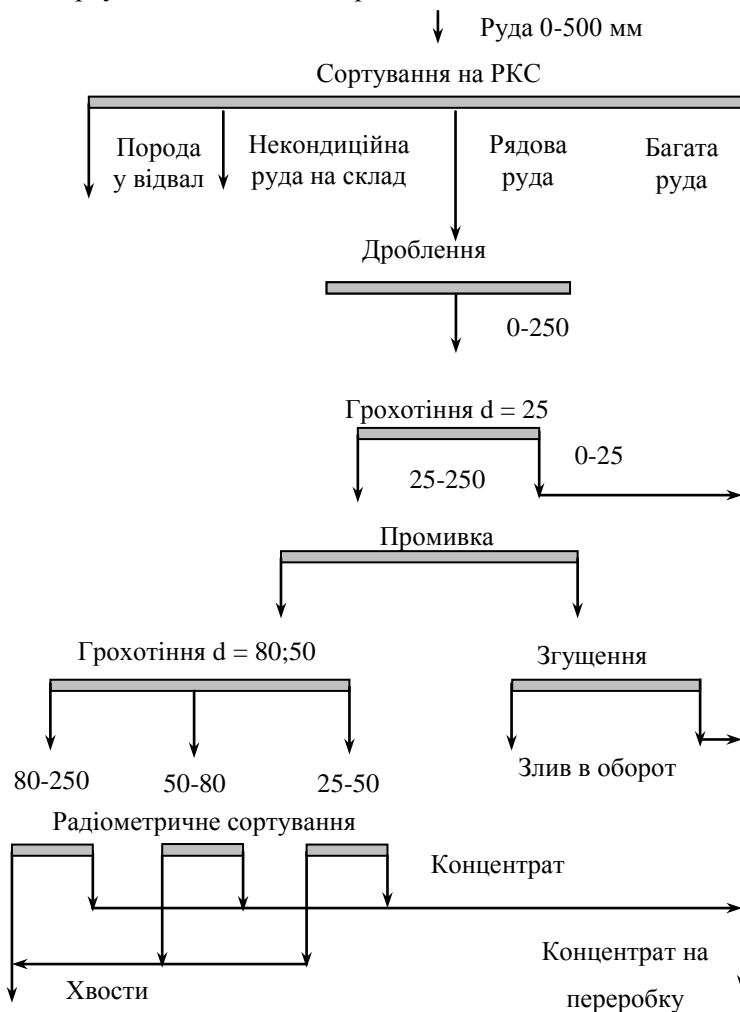 Руда 0-500 мм
Сортування на РКС
Порода
у відвал
Некондиційна
руда на склад
Рядова
руда
Багата
руда
Дроблення
0-250
Грохотіння d = 25
0-25
25-250
Промивка
Грохотіння d = 80;50
Згущення
Злив в оборот
80-250
50-80
25-50
Радіометричне сортування
Концентрат
Концентрат на
переробку
Хвости